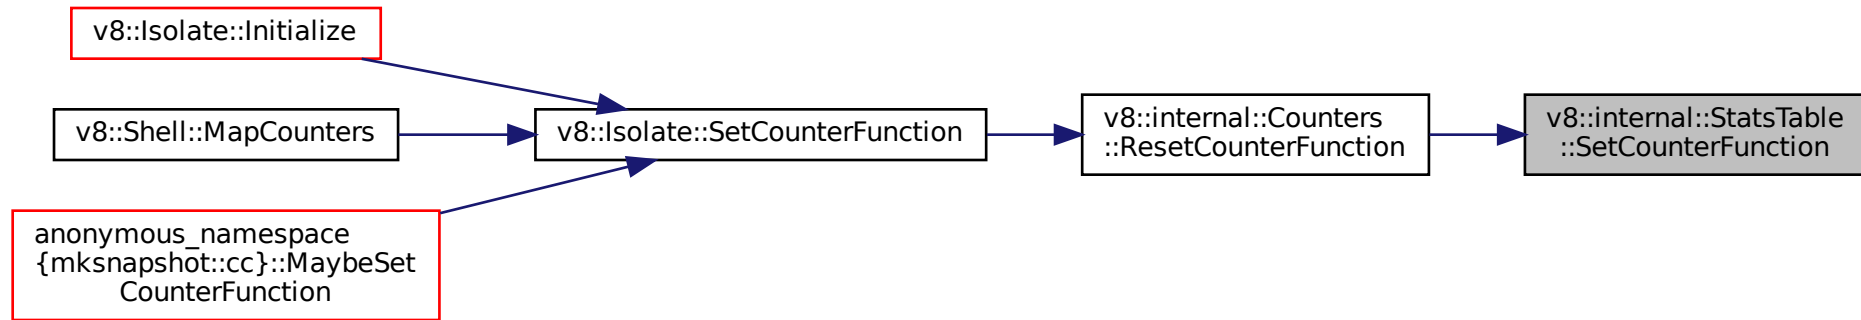 v8::Isolate::Initialize
v8::Shell::MapCounters
anonymous_namespace
{mksnapshot::cc}::MaybeSet
CounterFunction
v8::Isolate::SetCounterFunction
v8::internal::Counters
::ResetCounterFunction
v8::internal::StatsTable
::SetCounterFunction